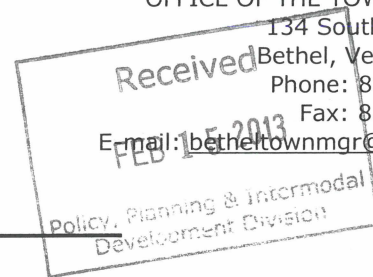 OFFICE OF THE TOW
134 South
Bethel, Ve
Phone: 8
Fax: 8
E-mail: betheltownmgr@
Received
FEB 15 2013
Policy, Planning & Intermodal
Development Division